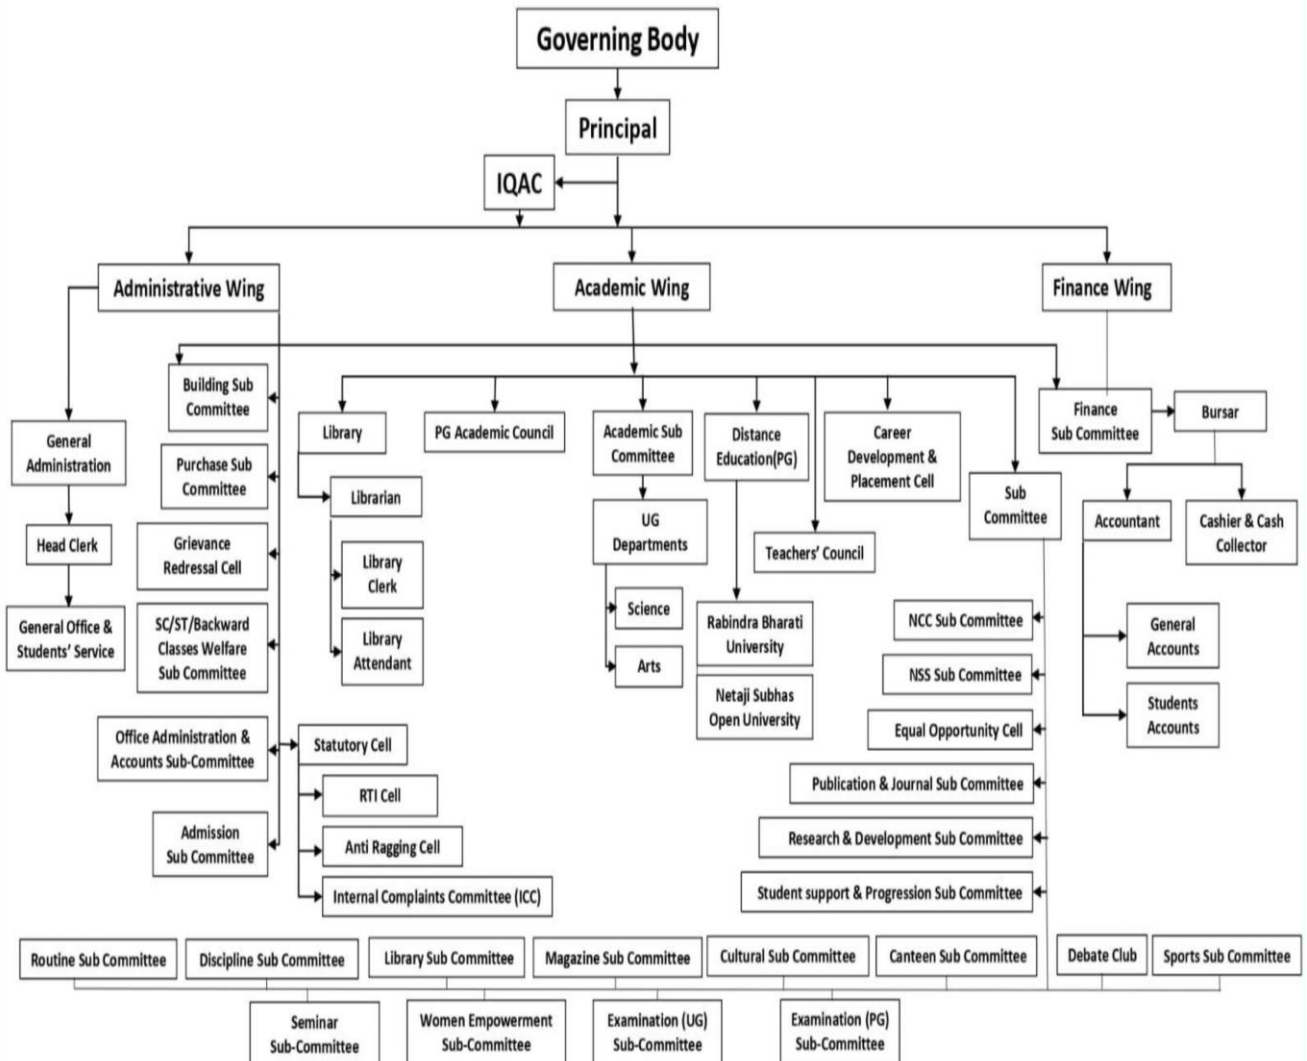 Governing Body
Principal
IQAC
Administrative Wing
Academic Wing
Finance Wing
Building Sub
Committee
General
Administration
Purchase Sub
Committee
Head Clerk
Grievance
Redressal Cell
General Office &
Students' Service
SC/ST/Backward
Classes Welfare
Sub Committee
Office Administration &
Accounts Sub-Committee
Admission
Sub Committee
Statutory Cell
RTI Cell
Anti Ragging Cell
Internal Complaints Committee (ICC)
Library
Librarian
Library
Clerk
Library
Attendant
PG Academic Council
Academic Sub
Committee
UG
Departments
Science
Arts
Distance
Education(PG)
Rabindra Bharati
University
Netaji Subhas
Open University
Teachers' Council
Career
Development &
Placement Cell
Sub
Committee
NCC Sub Committee
NSS Sub Committee
Equal Opportunity Cell
Publication & Journal Sub Committee
Research & Development Sub Committee
Student support & Progression Sub Committee
Finance
Sub Committee
Bursar
Accountant
Cashier & Cash
Collector
General
Accounts
Students
Accounts
Routine Sub Committee
Discipline Sub Committee
Library Sub Committee
Magazine Sub Committee
Cultural Sub Committee
Canteen Sub Committee
Debate Club
Sports Sub Committee
Seminar
Sub-Committee
Women Empowerment
Sub-Committee
Examination (UG)
Sub-Committee
Examination (PG)
Sub-Committee